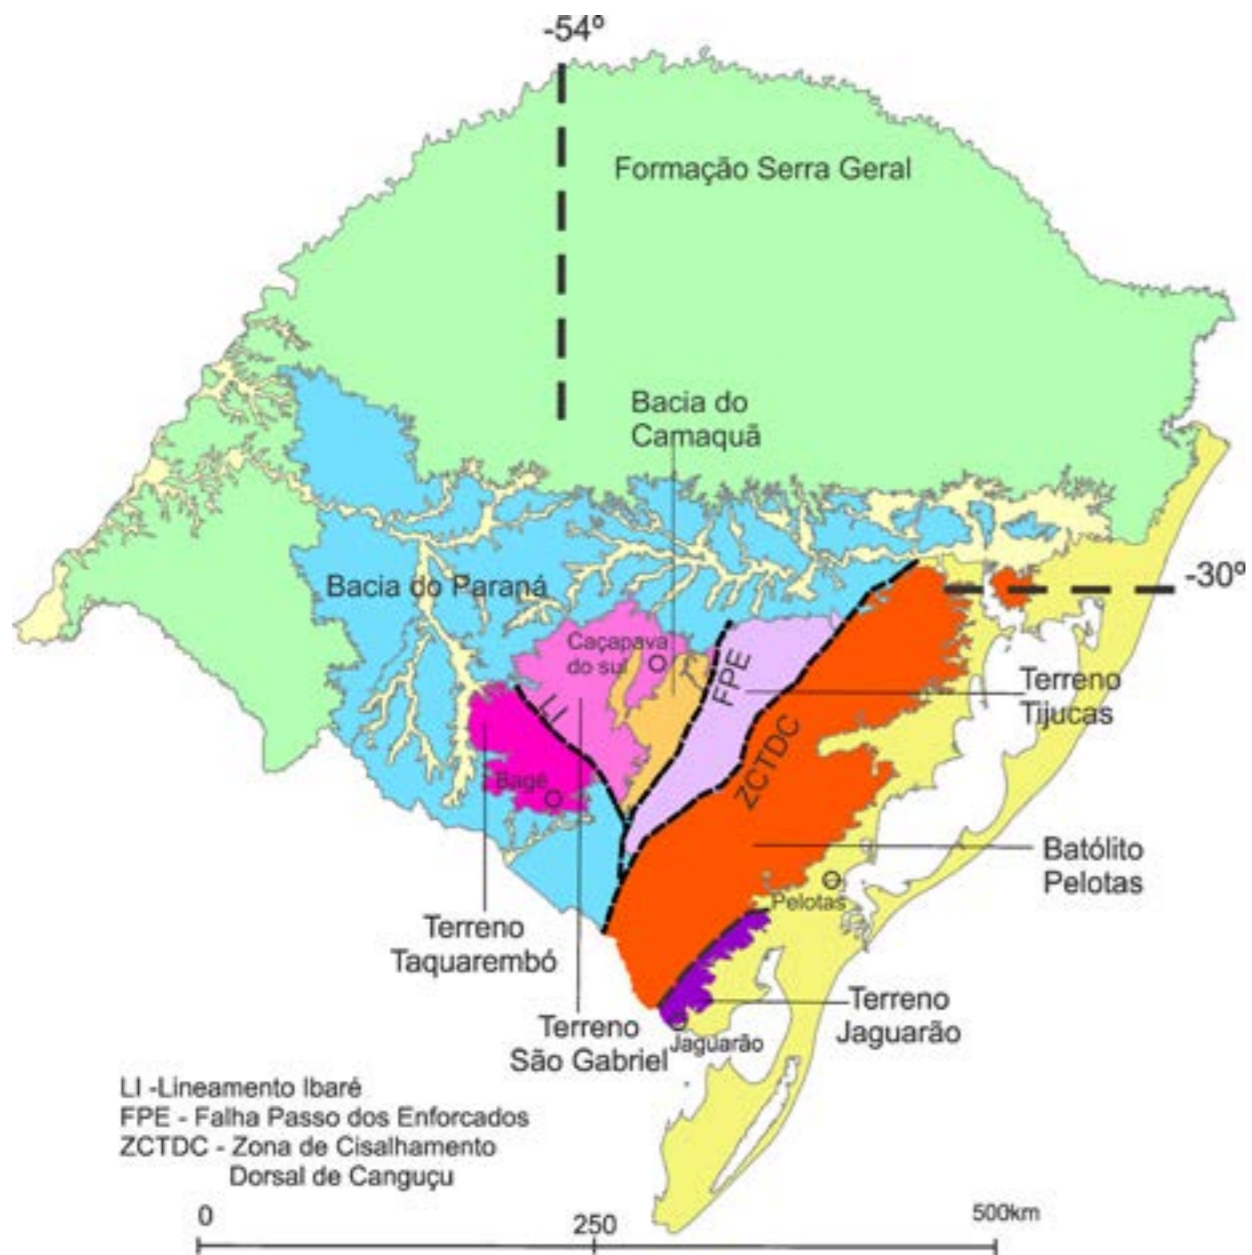 -54º
Formação Serra Geral
Bacia do
Camaquã
Bacia do Paraná
-30º
Caçapava
do sul
FPE
LI
Terreno
Tijucas
ZCTDC
Bagé
Batólito
Pelotas
Pelotas
Terreno
Taquarembó
Terreno
Jaguarão
Terreno
São Gabriel
Jaguarão
LI -Lineamento Ibaré
FPE - Falha Passo dos Enforcados
ZCTDC - Zona de Cisalhamento
Dorsal de Canguçu
0
250
500km